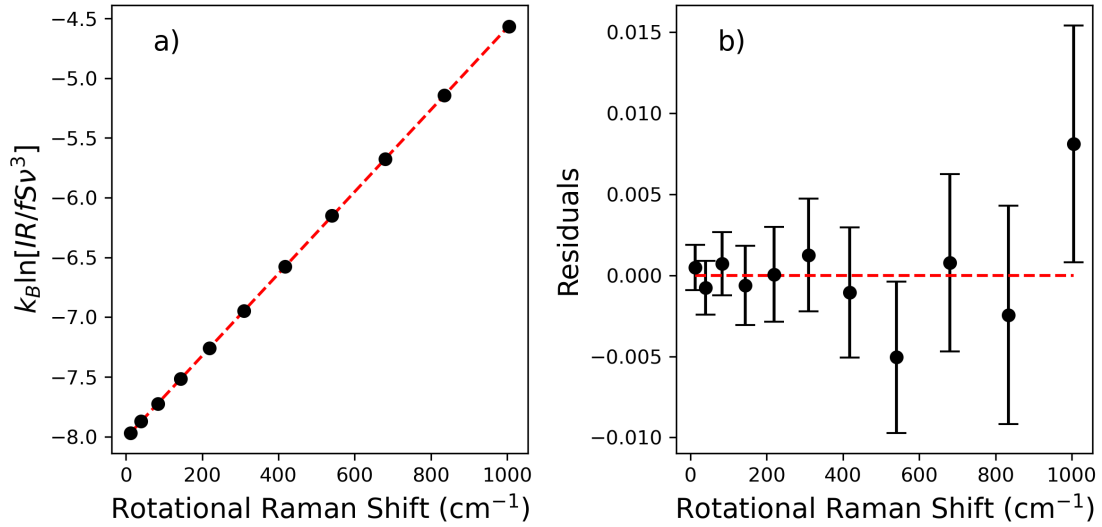 a)
−4.5
−5.0
−5.5
−6.0
−6.5
−7.0
−7.5
−8.0
k_B ln[IR/fSν³]
0 200 400 600 800 1000
Rotational Raman Shift (cm⁻¹)
b)
0.015
0.010
0.005
0.000
−0.005
−0.010
Residuals
0 200 400 600 800 1000
Rotational Raman Shift (cm⁻¹)